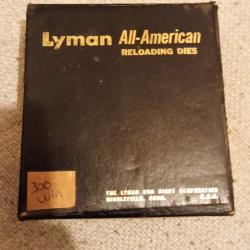 Lyman All-American
RELOADING DIES
300
WIN
THE LYMAN GUN SIGHT CORPORATION
MIDDLEFIELD, CONN. U.S.A.